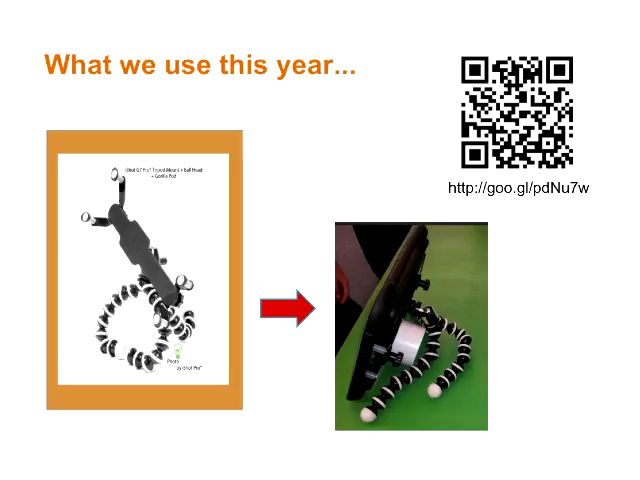 What we use this year...
http://goo.gl/pdNu7w
iShot G7 Pro® Tripod Mount + Ball Head
+ Gorilla Pod
Photo
by iShot Pro™